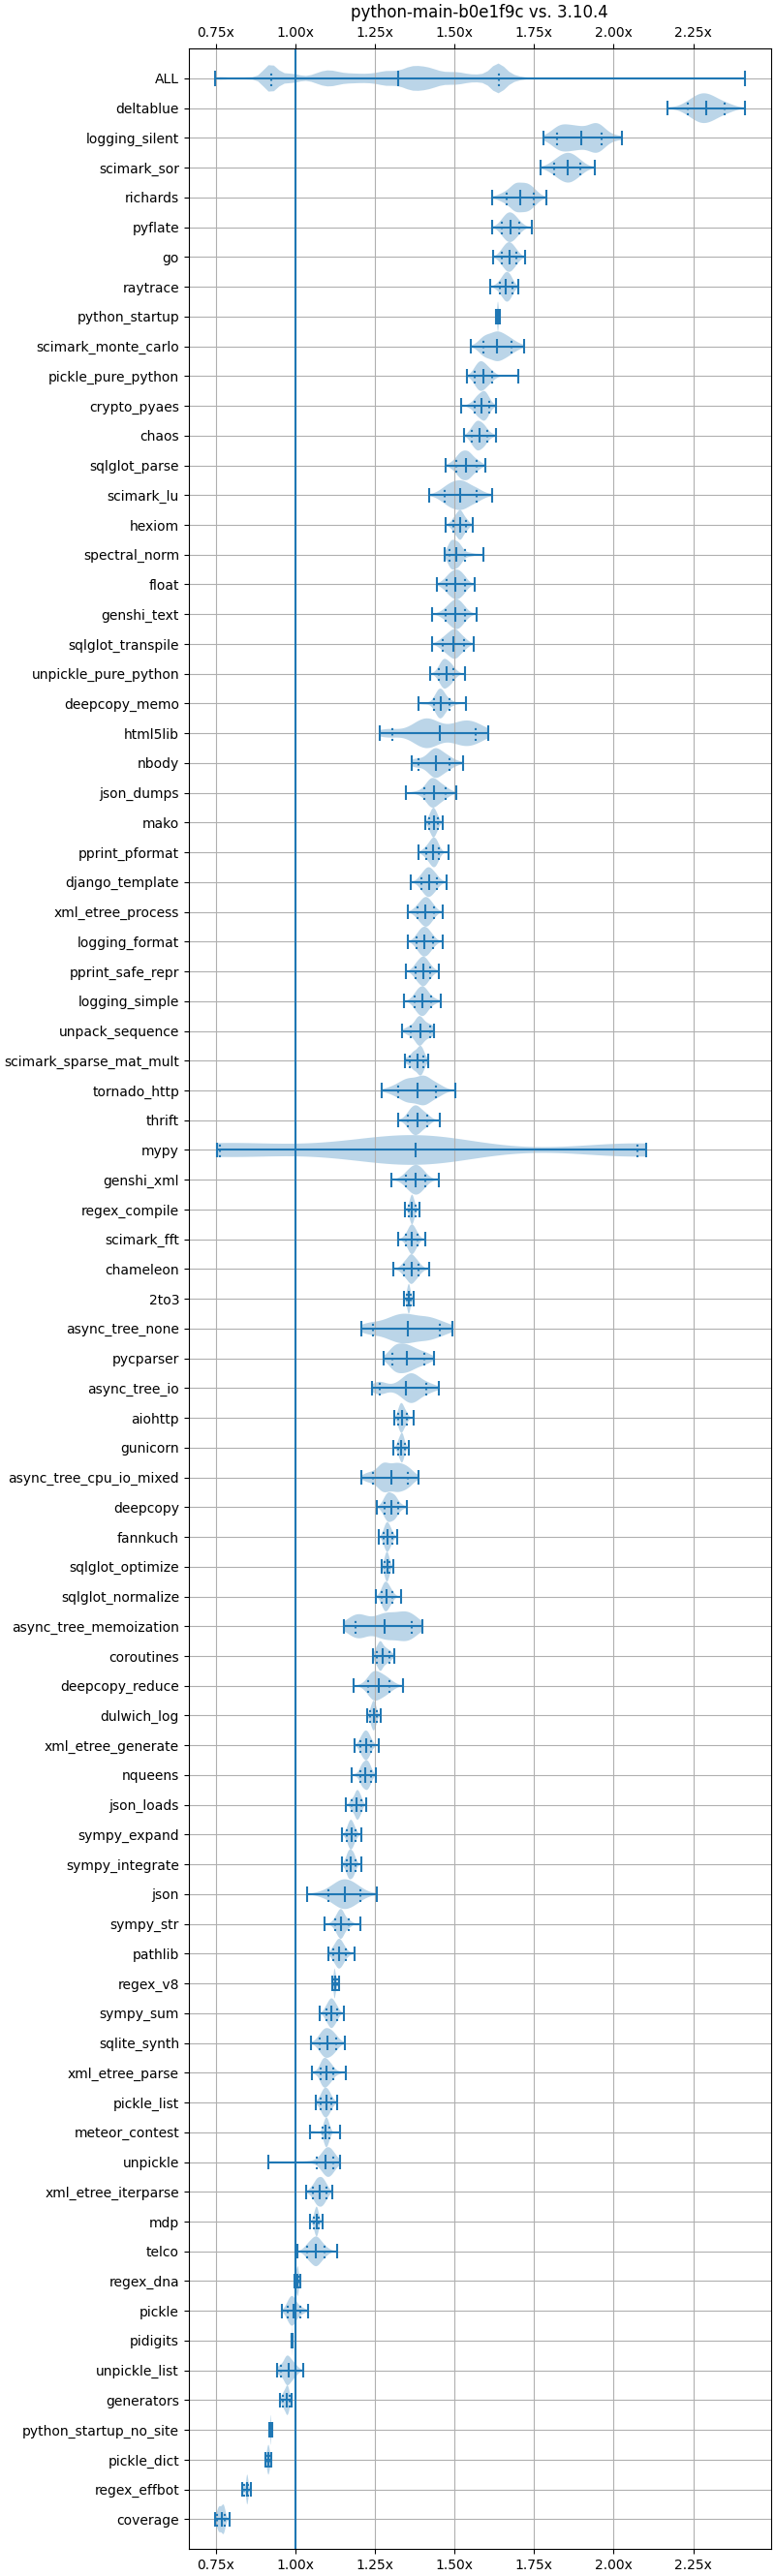 python-main-b0e1f9c vs. 3.10.4
0.75x 1.00x 1.25x 1.50x 1.75x 2.00x 2.25x
ALL
deltablue
logging_silent
scimark_sor
richards
pyflate
go
raytrace
python_startup
scimark_monte_carlo
pickle_pure_python
crypto_pyaes
chaos
sqlglot_parse
scimark_lu
hexiom
spectral_norm
float
genshi_text
sqlglot_transpile
unpickle_pure_python
deepcopy_memo
html5lib
nbody
json_dumps
mako
pprint_pformat
django_template
xml_etree_process
logging_format
pprint_safe_repr
logging_simple
unpack_sequence
scimark_sparse_mat_mult
tornado_http
thrift
mypy
genshi_xml
regex_compile
scimark_fft
chameleon
2to3
async_tree_none
pycparser
async_tree_io
aiohttp
gunicorn
async_tree_cpu_io_mixed
deepcopy
fannkuch
sqlglot_optimize
sqlglot_normalize
async_tree_memoization
coroutines
deepcopy_reduce
dulwich_log
xml_etree_generate
nqueens
json_loads
sympy_expand
sympy_integrate
json
sympy_str
pathlib
regex_v8
sympy_sum
sqlite_synth
xml_etree_parse
pickle_list
meteor_contest
unpickle
xml_etree_iterparse
mdp
telco
regex_dna
pickle
pidigits
unpickle_list
generators
python_startup_no_site
pickle_dict
regex_effbot
coverage
0.75x 1.00x 1.25x 1.50x 1.75x 2.00x 2.25x